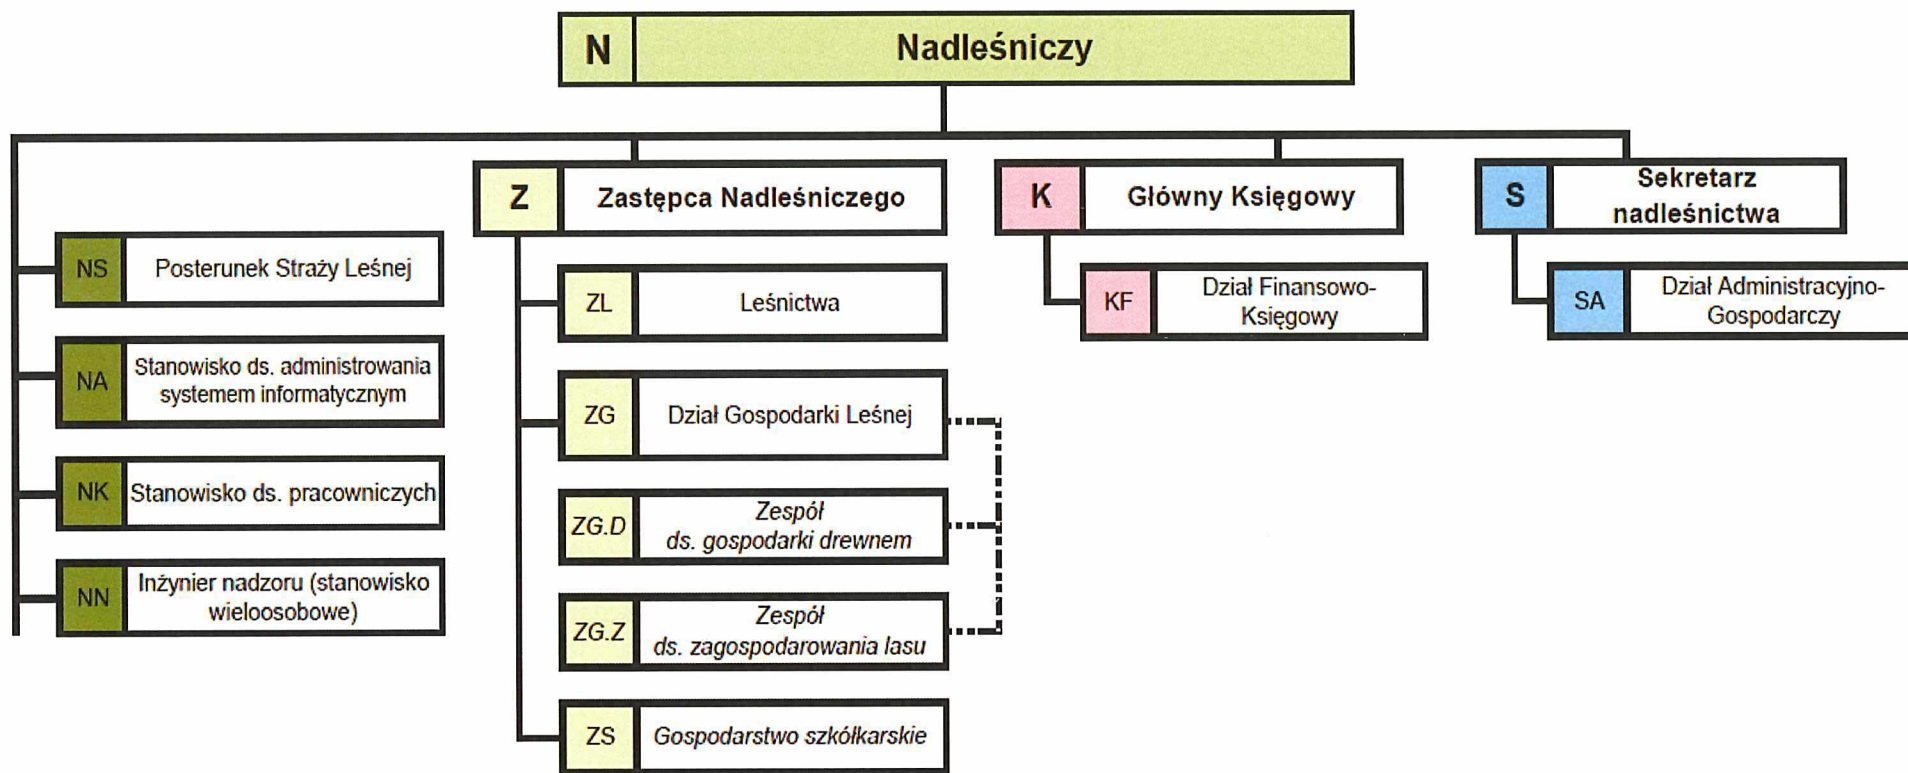 N
Nadleśniczy
Z
Zastępca Nadleśniczego
K
Główny Księgowy
S
Sekretarz
nadleśnictwa
NS
Posterunek Straży Leśnej
NA
Stanowisko ds. administrowania
systemem informatycznym
NK
Stanowisko ds. pracowniczych
NN
Inżynier nadzoru (stanowisko
wieloosobowe)
ZL
Leśnictwa
ZG
Dział Gospodarki Leśnej
ZG.D
Zespół
ds. gospodarki drewnem
ZG.Z
Zespół
ds. zagospodarowania lasu
ZS
Gospodarstwo szkółkarskie
KF
Dział Finansowo-
Księgowy
SA
Dział Administracyjno-
Gospodarczy